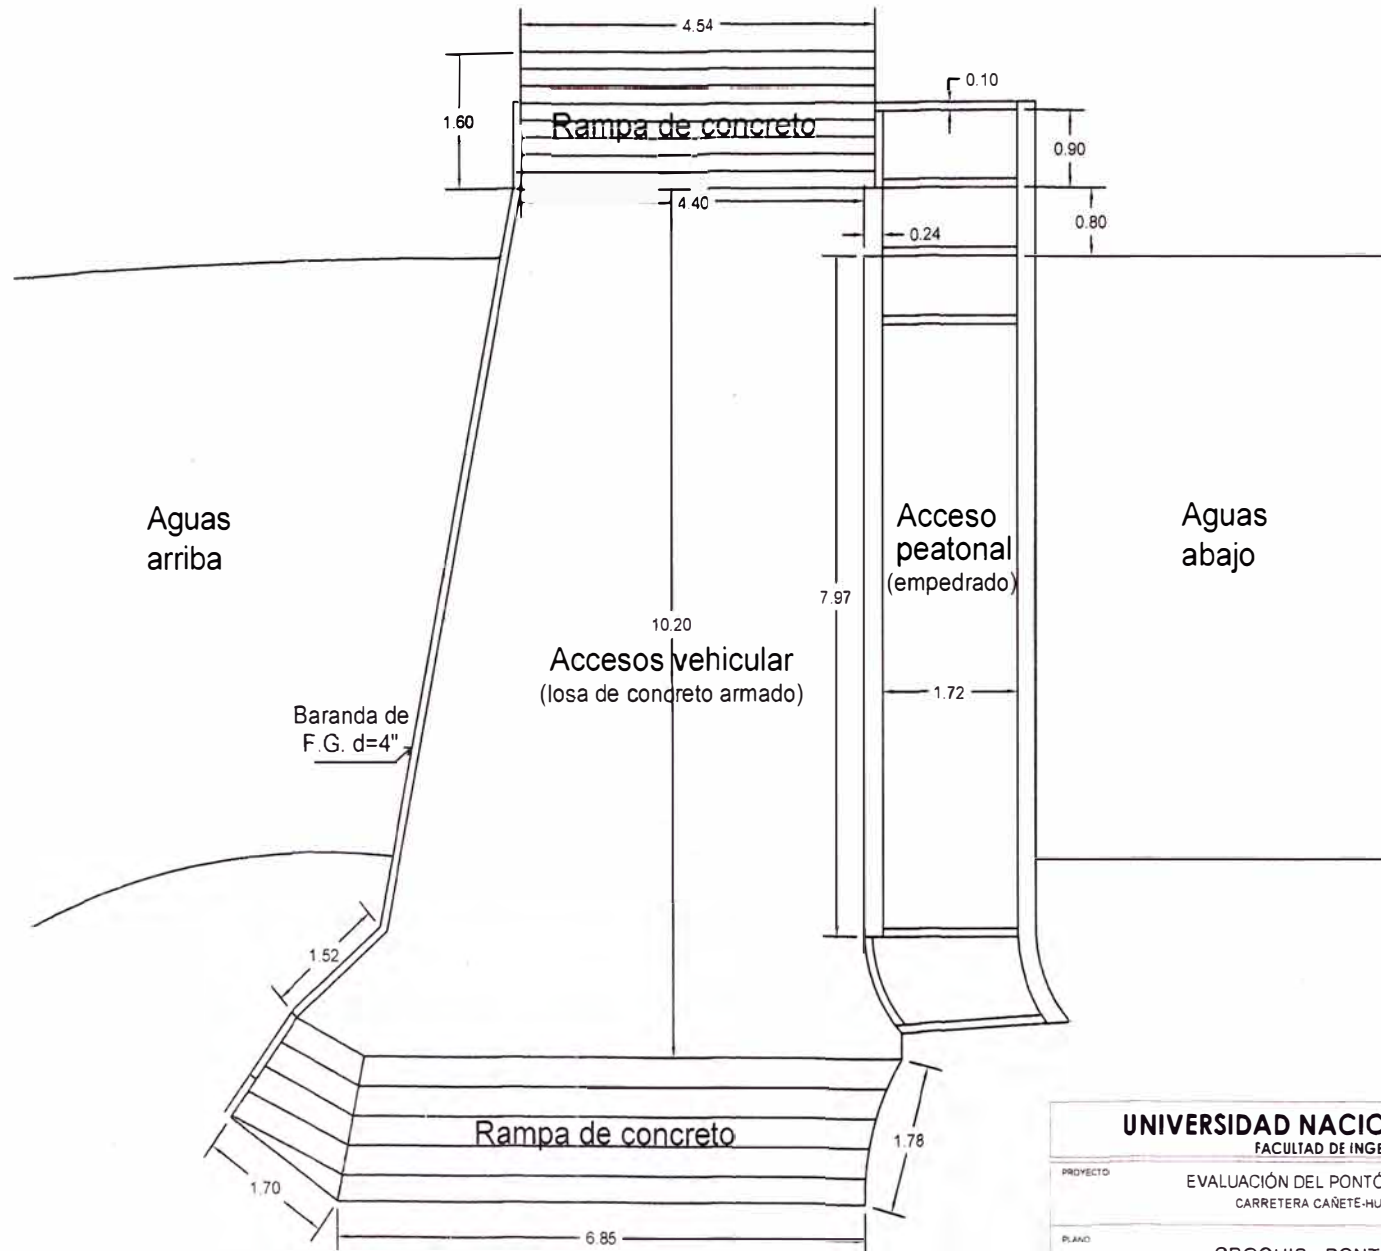 4.54
0.10
1.60
Rampa de concreto
0.90
4.40
0.80
0.24
Aguas
arriba
Acceso
peatonal
(empedrado)
Aguas
abajo
7.97
10.20
Accesos vehicular
(losa de concreto armado)
1.72
Baranda de
F.G. d=4"
1.52
Rampa de concreto
1.78
1.70
6.85
UNIVERSIDAD NACIO
FACULTAD DE INGE
PROYECTO
EVALUACIÓN DEL PONTÓ
CARRETERA CAÑETE-HU
PLANO